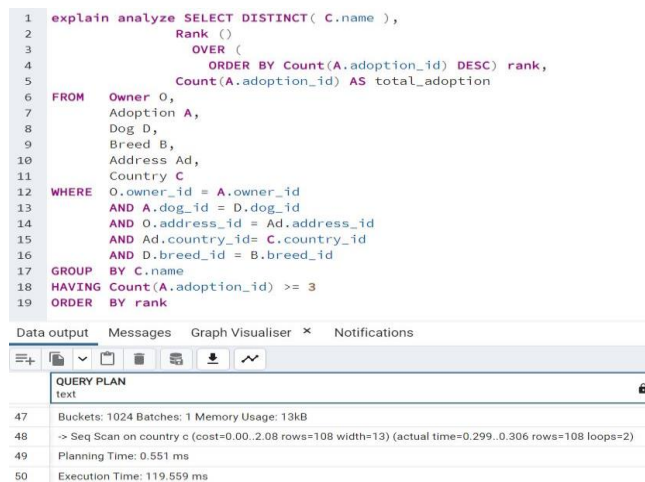 1 explain analyze SELECT DISTINCT( C.name ),
2 Rank ()
3 OVER (
4 ORDER BY Count(A.adoption_id) DESC) rank,
5 Count(A.adoption_id) AS total_adoption
6 FROM Owner O,
7 Adoption A,
8 Dog D,
9 Breed B,
10 Address Ad,
11 Country C
12 WHERE O.owner_id = A.owner_id
13 AND A.dog_id = D.dog_id
14 AND O.address_id = Ad.address_id
15 AND Ad.country_id= C.country_id
16 AND D.breed_id = B.breed_id
17 GROUP BY C.name
18 HAVING Count(A.adoption_id) >= 3
19 ORDER BY rank
Data output Messages Graph Visualiser × Notifications
QUERY PLAN
text
47 Buckets: 1024 Batches: 1 Memory Usage: 13kB
48 -> Seq Scan on country c (cost=0.00..2.08 rows=108 width=13) (actual time=0.299..0.306 rows=108 loops=2)
49 Planning Time: 0.551 ms
50 Execution Time: 119.559 ms